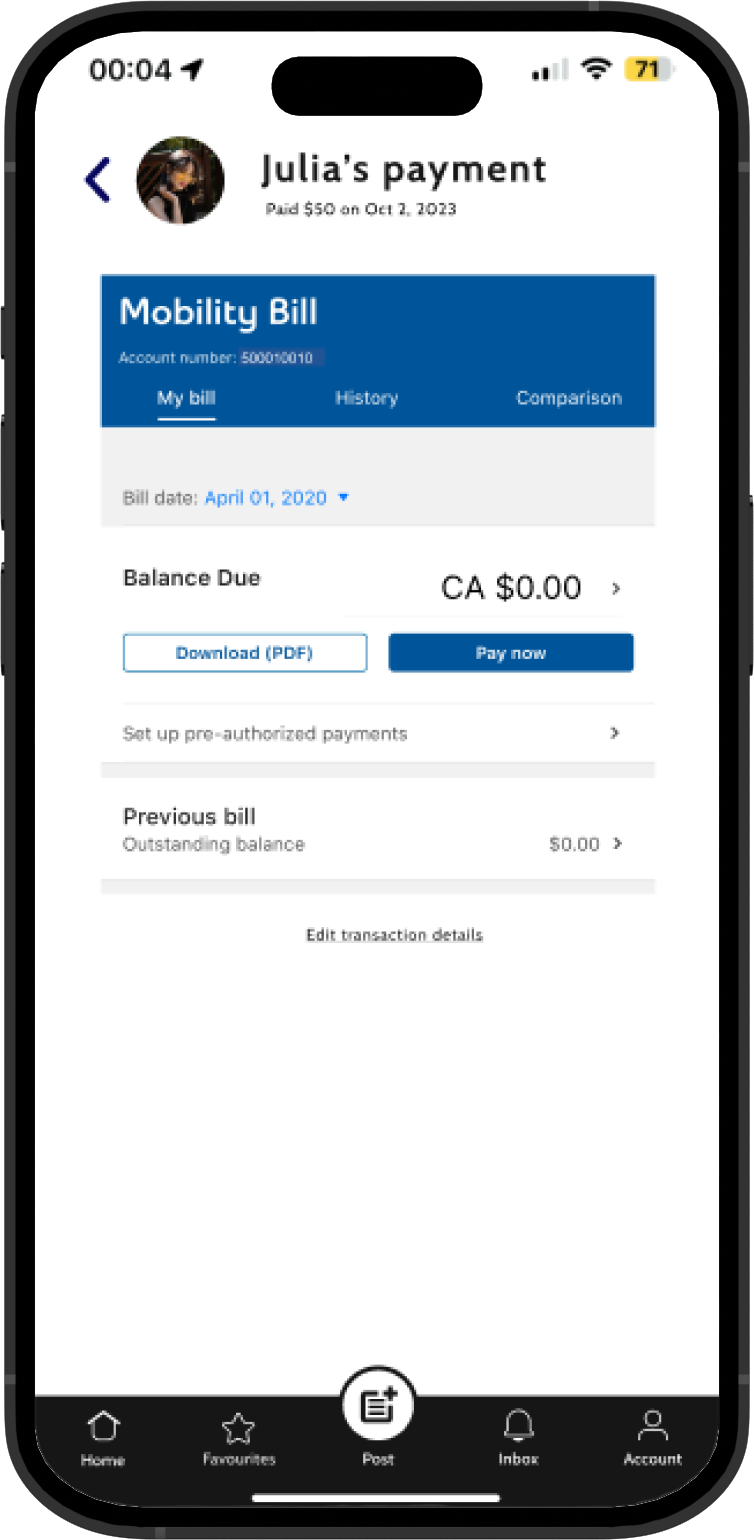 00:04
71
Julia's payment
Paid $50 on Oct 2, 2023
Mobility Bill
Account number: 500010010
My bill History Comparison
Bill date: April 01, 2020
Balance Due CA $0.00
Download (PDF) Pay now
Set up pre-authorized payments
Previous bill
Outstanding balance $0.00
Edit transaction details
Home Favourites Post Inbox Account